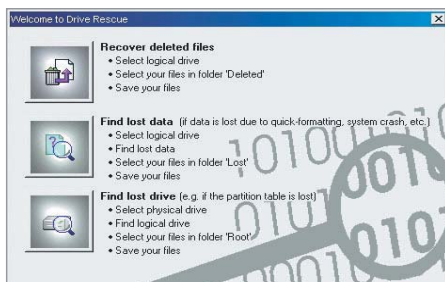 Welcome to Drive Rescue
Recover deleted files
• Select logical drive
• Select your files in folder 'Deleted'
• Save your files
Find lost data (if data is lost due to quick-formatting, system crash, etc.)
• Select logical drive
• Find lost data
• Select your files in folder 'Lost'
• Save your files
Find lost drive (e.g. if the partition table is lost)
• Select physical drive
• Find logical drive
• Select your files in folder 'Root'
• Save your files